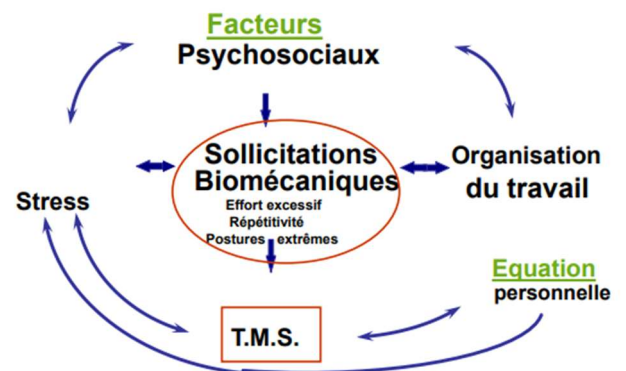 Facteurs
Psychosociaux
Sollicitations
Biomécaniques
Effort excessif
Répétitivité
Postures extrêmes
Organisation
du travail
Stress
Equation
personnelle
T.M.S.